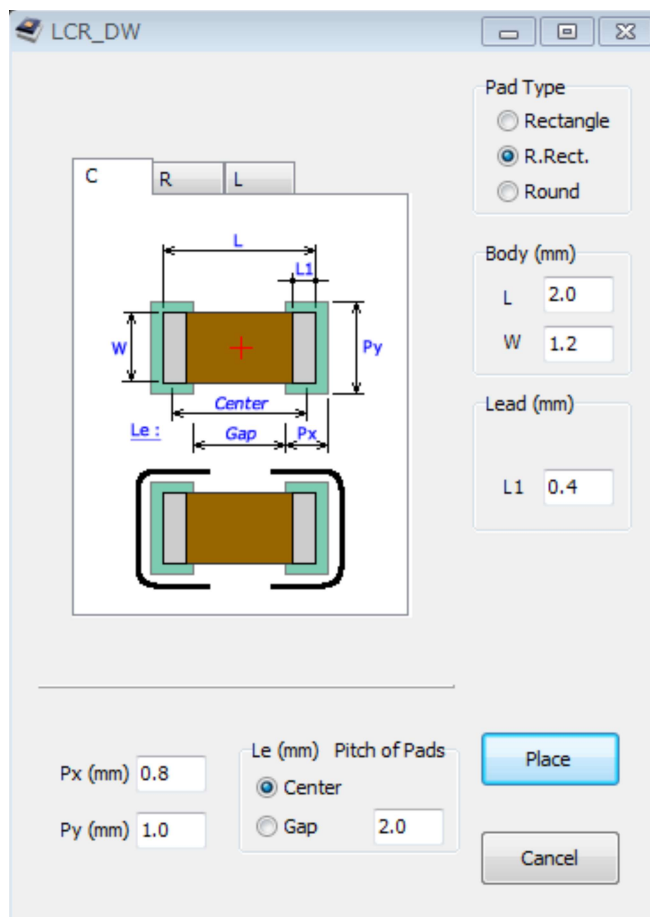 LCR_DW
Pad Type
Rectangle
R.Rect.
Round
C
R
L
L
L1
W
Py
Center
Le :
Gap
Px
Body (mm)
L 2.0
W 1.2
Lead (mm)
L1 0.4
Px (mm) 0.8
Py (mm) 1.0
Le (mm) Pitch of Pads
Center
Gap 2.0
Place
Cancel